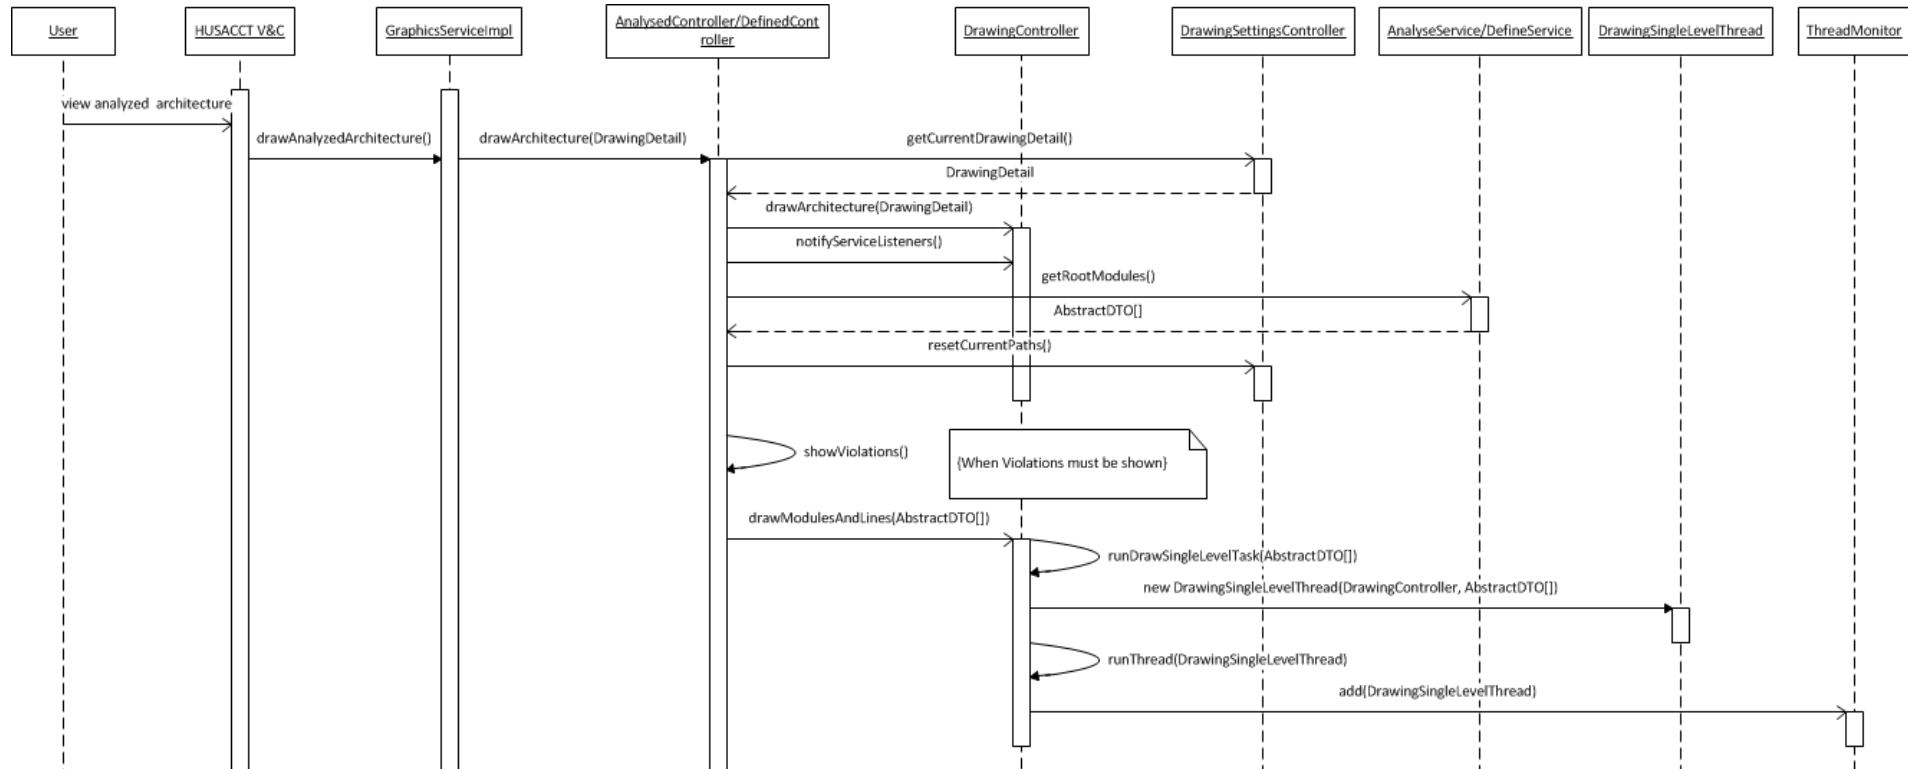 User
HUSACCT V&C
GraphicsServiceImpl
AnalysedController/DefinedCont
roller
DrawingController
DrawingSettingsController
AnalyseService/DefineService
DrawingSingleLevelThread
ThreadMonitor
view analyzed architecture
drawAnalyzedArchitecture()
drawArchitecture(DrawingDetail)
getCurrentDrawingDetail()
DrawingDetail
drawArchitecture(DrawingDetail)
notifyServiceListeners()
getRootModules()
AbstractDTO[]
resetCurrentPaths()
showViolations()
{When Violations must be shown}
drawModulesAndLines(AbstractDTO[])
runDrawSingleLevelTask(AbstractDTO[])
new DrawingSingleLevelThread(DrawingController, AbstractDTO[])
runThread(DrawingSingleLevelThread)
add(DrawingSingleLevelThread)